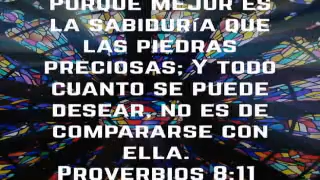 PORQUE MEJOR ES
LA SABIDURÍA QUE
LAS PIEDRAS
PRECIOSAS; Y TODO
CUANTO SE PUEDE
DESEAR, NO ES DE
COMPARARSE CON
ELLA.
PROVERBIOS 8:11